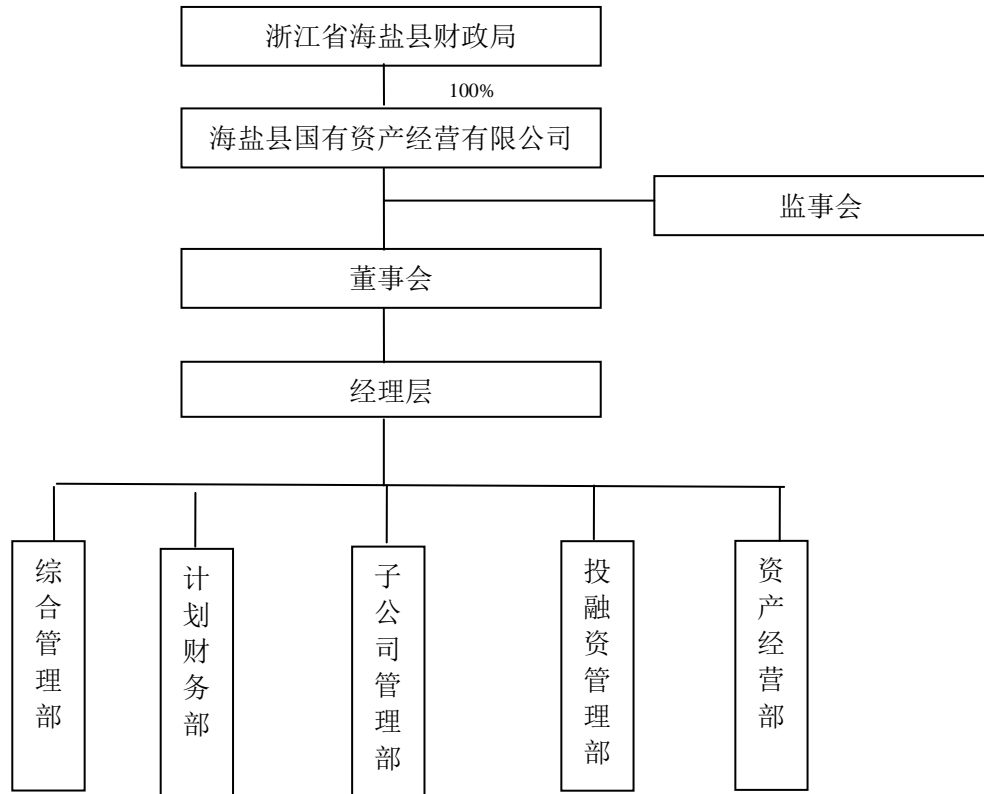 浙江省海盐县财政局
100%
海盐县国有资产经营有限公司
监事会
董事会
经理层
综合管理部
计划财务部
子公司管理部
投融资管理部
资产经营部